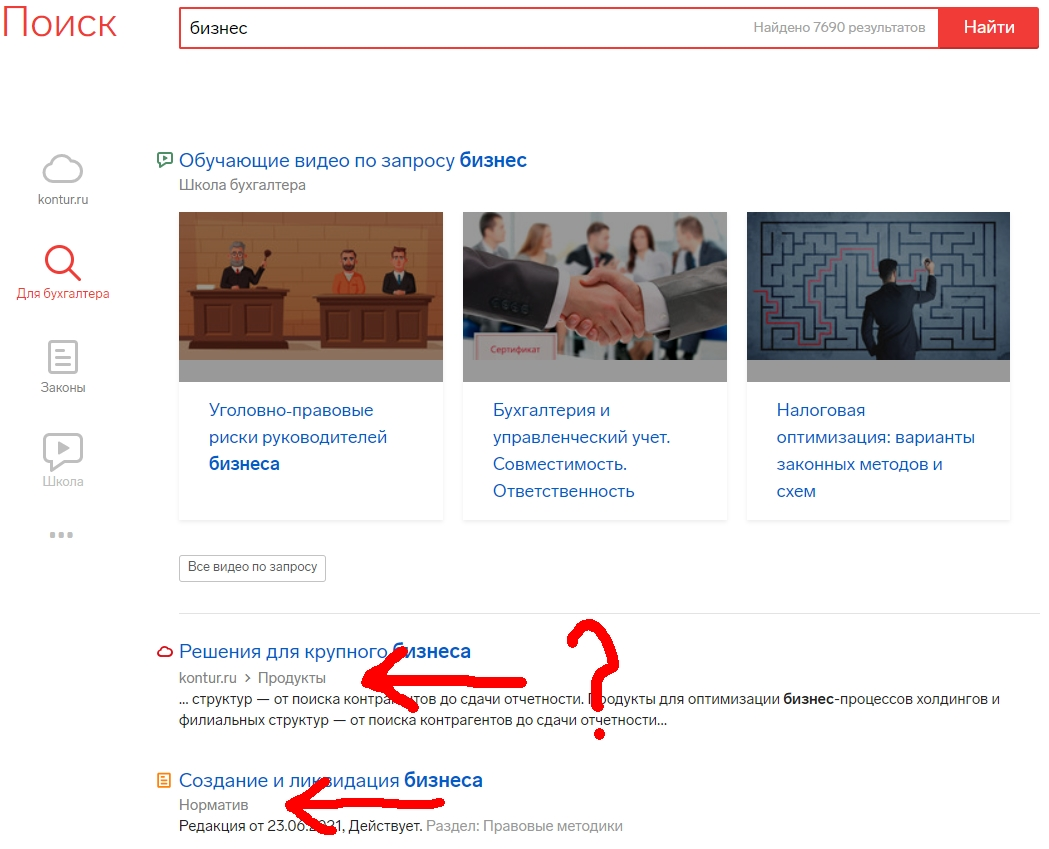 Поиск
бизнес
Найдено 7690 результатов
Найти
kontur.ru
Для бухгалтера
Законы
Школа
Обучающие видео по запросу бизнес
Школа бухгалтера
Сертификат
Уголовно-правовые
риски руководителей
бизнеса
Бухгалтерия и
управленческий учет.
Совместимость.
Ответственность
Налоговая
оптимизация: варианты
законных методов и
схем
Все видео по запросу
Решения для крупного бизнеса
kontur.ru > Продукты
... структур — от поиска контрагентов до сдачи отчетности. Продукты для оптимизации бизнес-процессов холдингов и
филиальных структур — от поиска контрагентов до сдачи отчетности...
?
Создание и ликвидация бизнеса
Норматив
Редакция от 23.06.2021, Действует. Раздел: Правовые методики